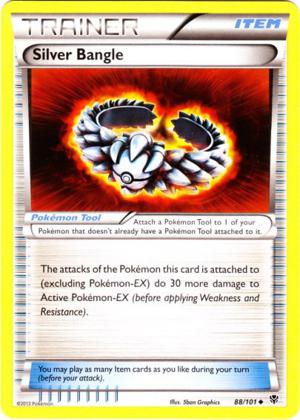 TRAINER ITEM
Silver Bangle
Pokémon Tool
Attach a Pokémon Tool to 1 of your
Pokémon that doesn't already have a Pokémon Tool attached to it.
The attacks of the Pokémon this card is attached to
(excluding Pokémon-EX) do 30 more damage to
Active Pokémon-EX (before applying Weakness and
Resistance).
You may play as many Item cards as you like during your turn
(before your attack).
©2013 Pokémon Illus. 5ban Graphics 88/101